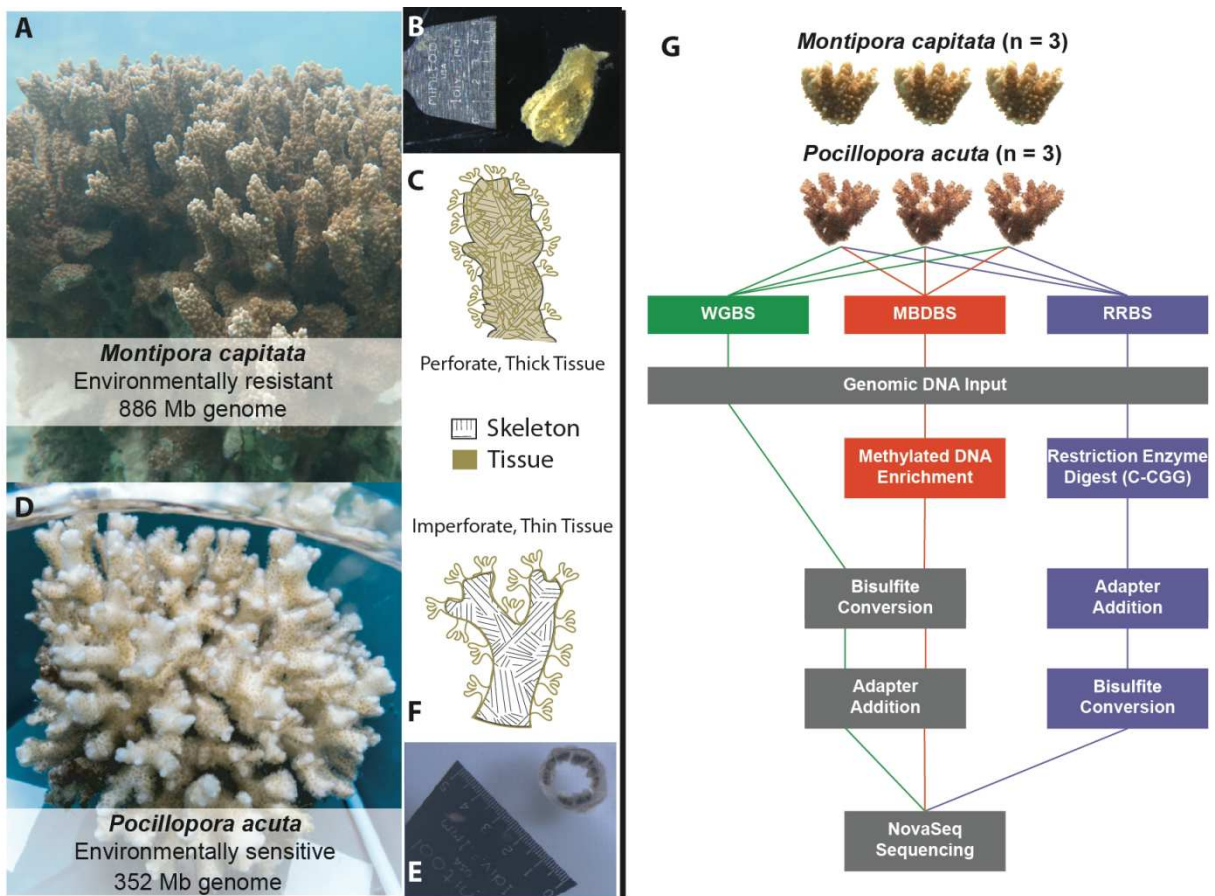 A
Montipora capitata
Environmentally resistant
886 Mb genome
B
C
Perforate, Thick Tissue
Skeleton
Tissue
Imperforate, Thin Tissue
D
Pocillopora acuta
Environmentally sensitive
352 Mb genome
F
E
G
Montipora capitata (n = 3)
Pocillopora acuta (n = 3)
WGBS
MBDBS
RRBS
Genomic DNA Input
Methylated DNA
Enrichment
Restriction Enzyme
Digest (C-CGG)
Bisulfite
Conversion
Adapter
Addition
Adapter
Addition
Bisulfite
Conversion
NovaSeq
Sequencing